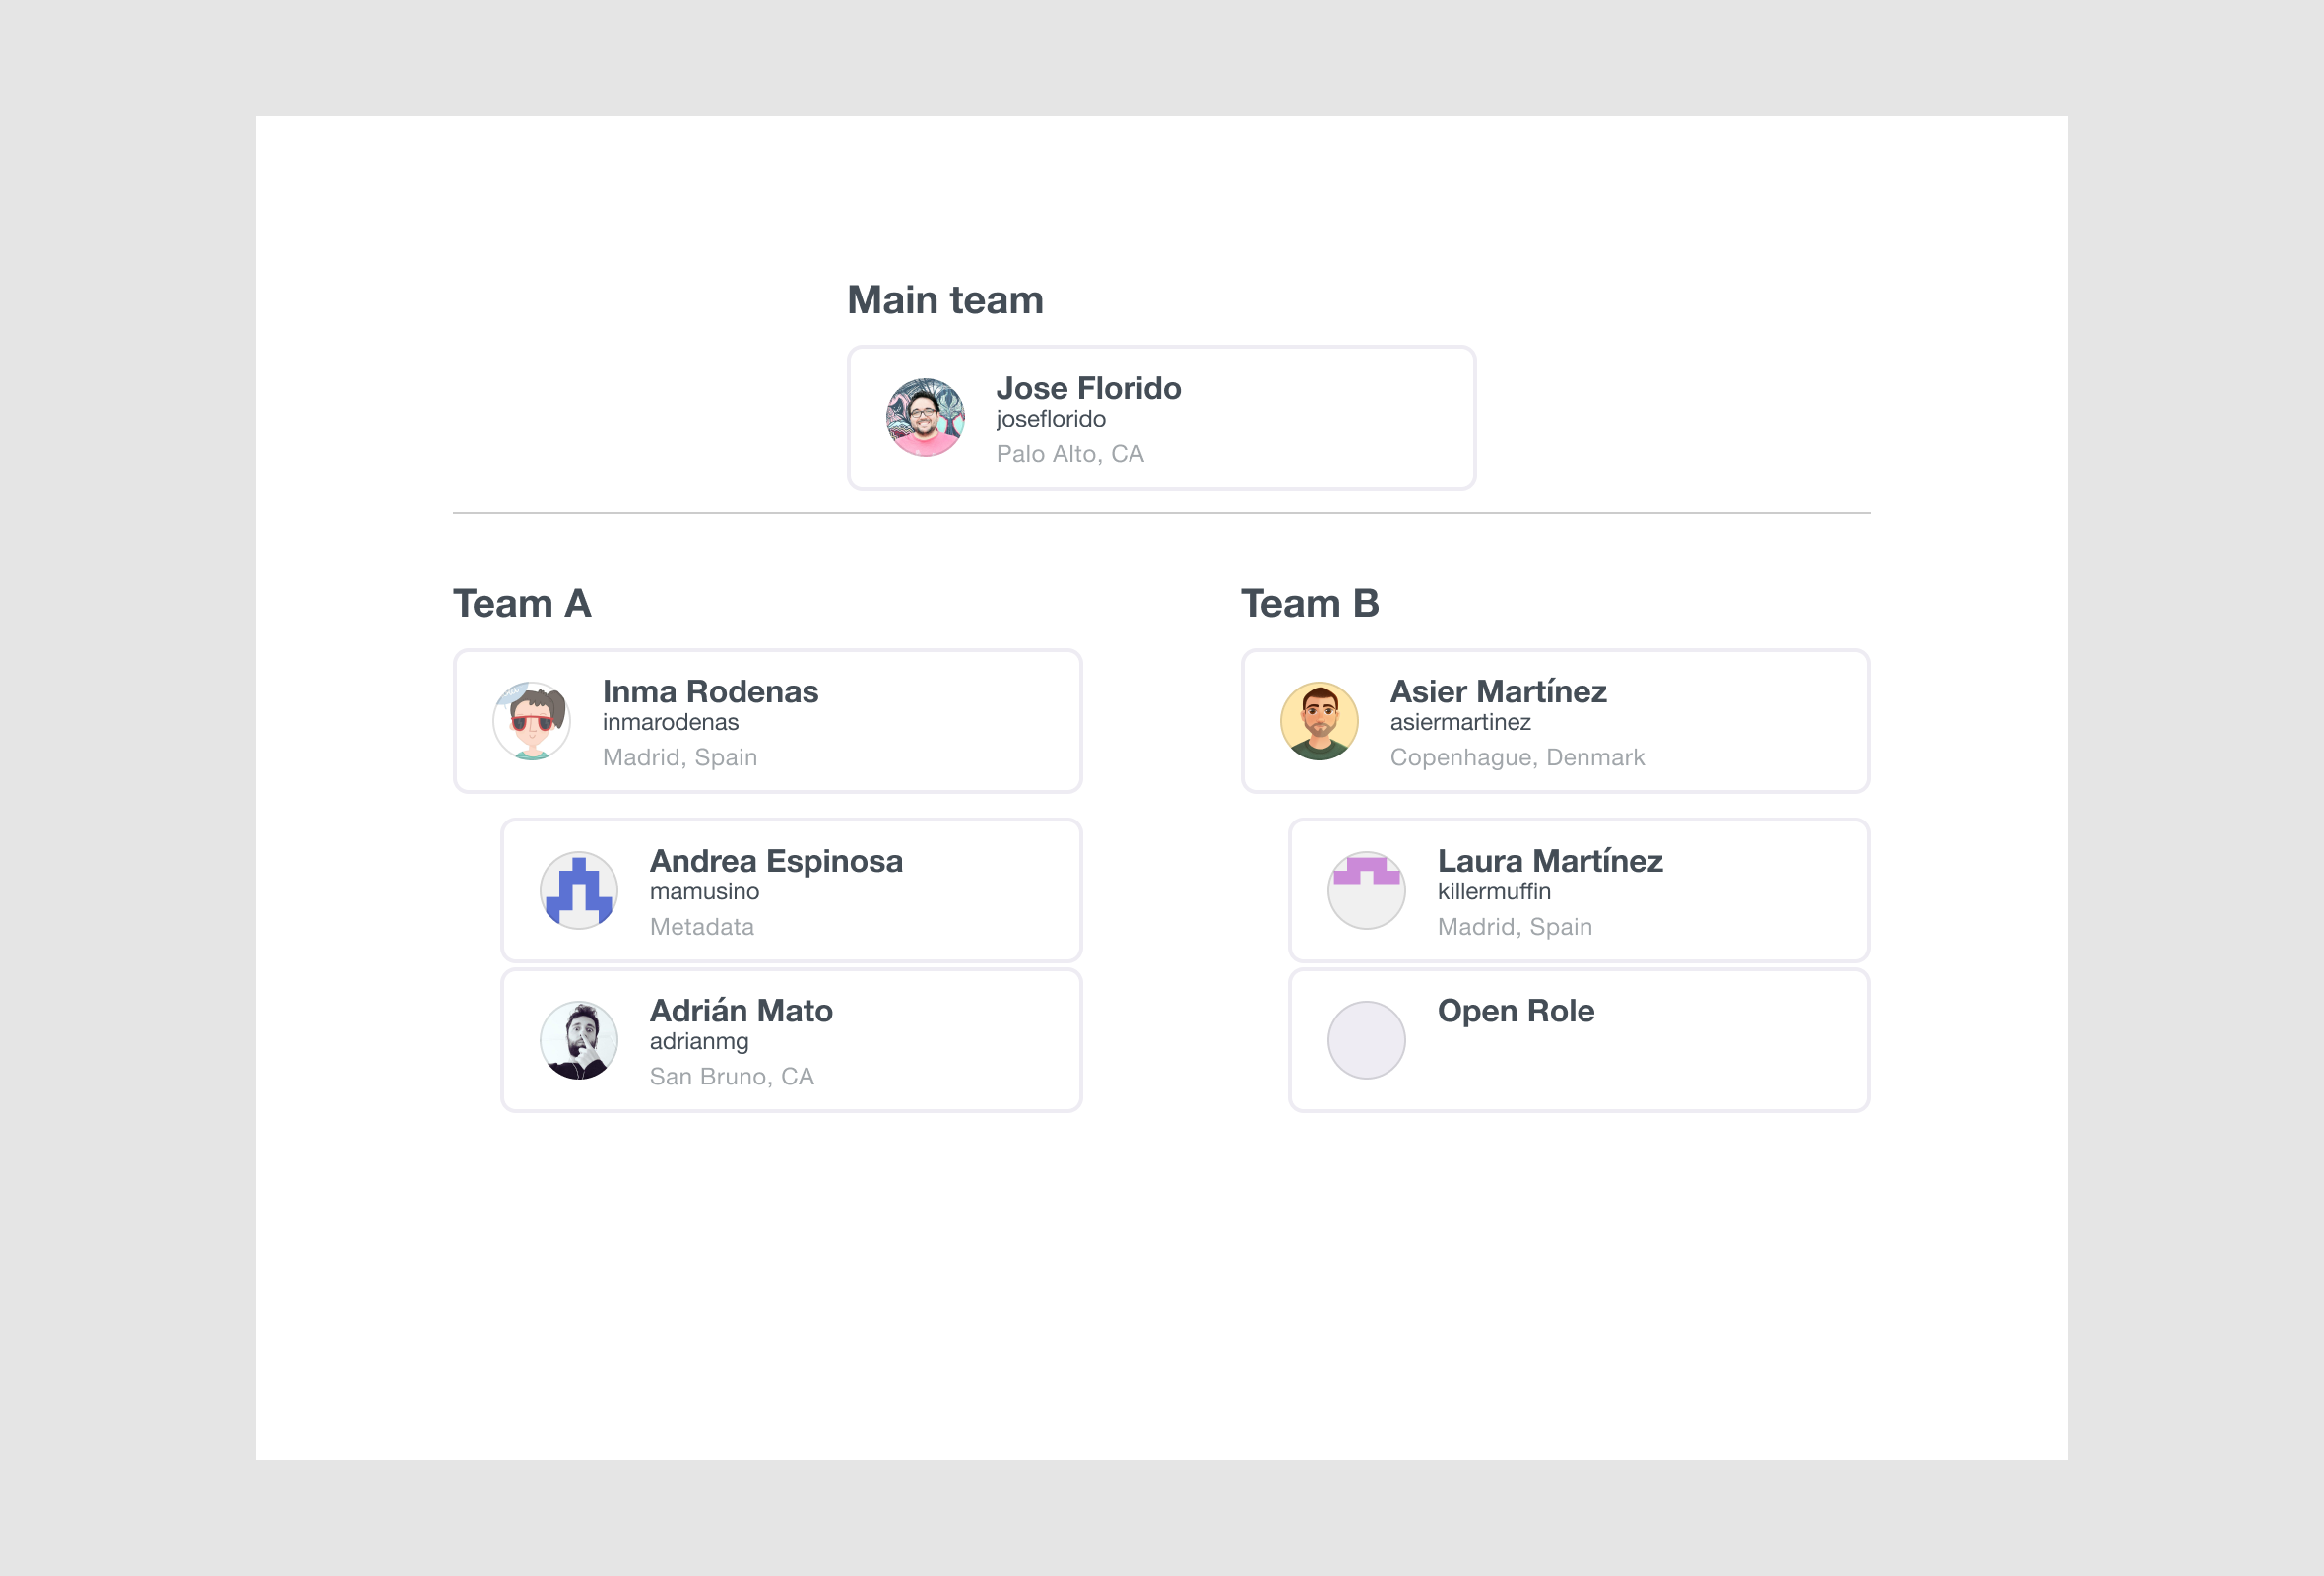 Main team
Jose Florido
joseflorido
Palo Alto, CA
Team A
Inma Rodenas
inmarodenas
Madrid, Spain
Andrea Espinosa
mamusino
Metadata
Adrián Mato
adrianmg
San Bruno, CA
Team B
Asier Martínez
asiermartinez
Copenhague, Denmark
Laura Martínez
killermuffin
Madrid, Spain
Open Role